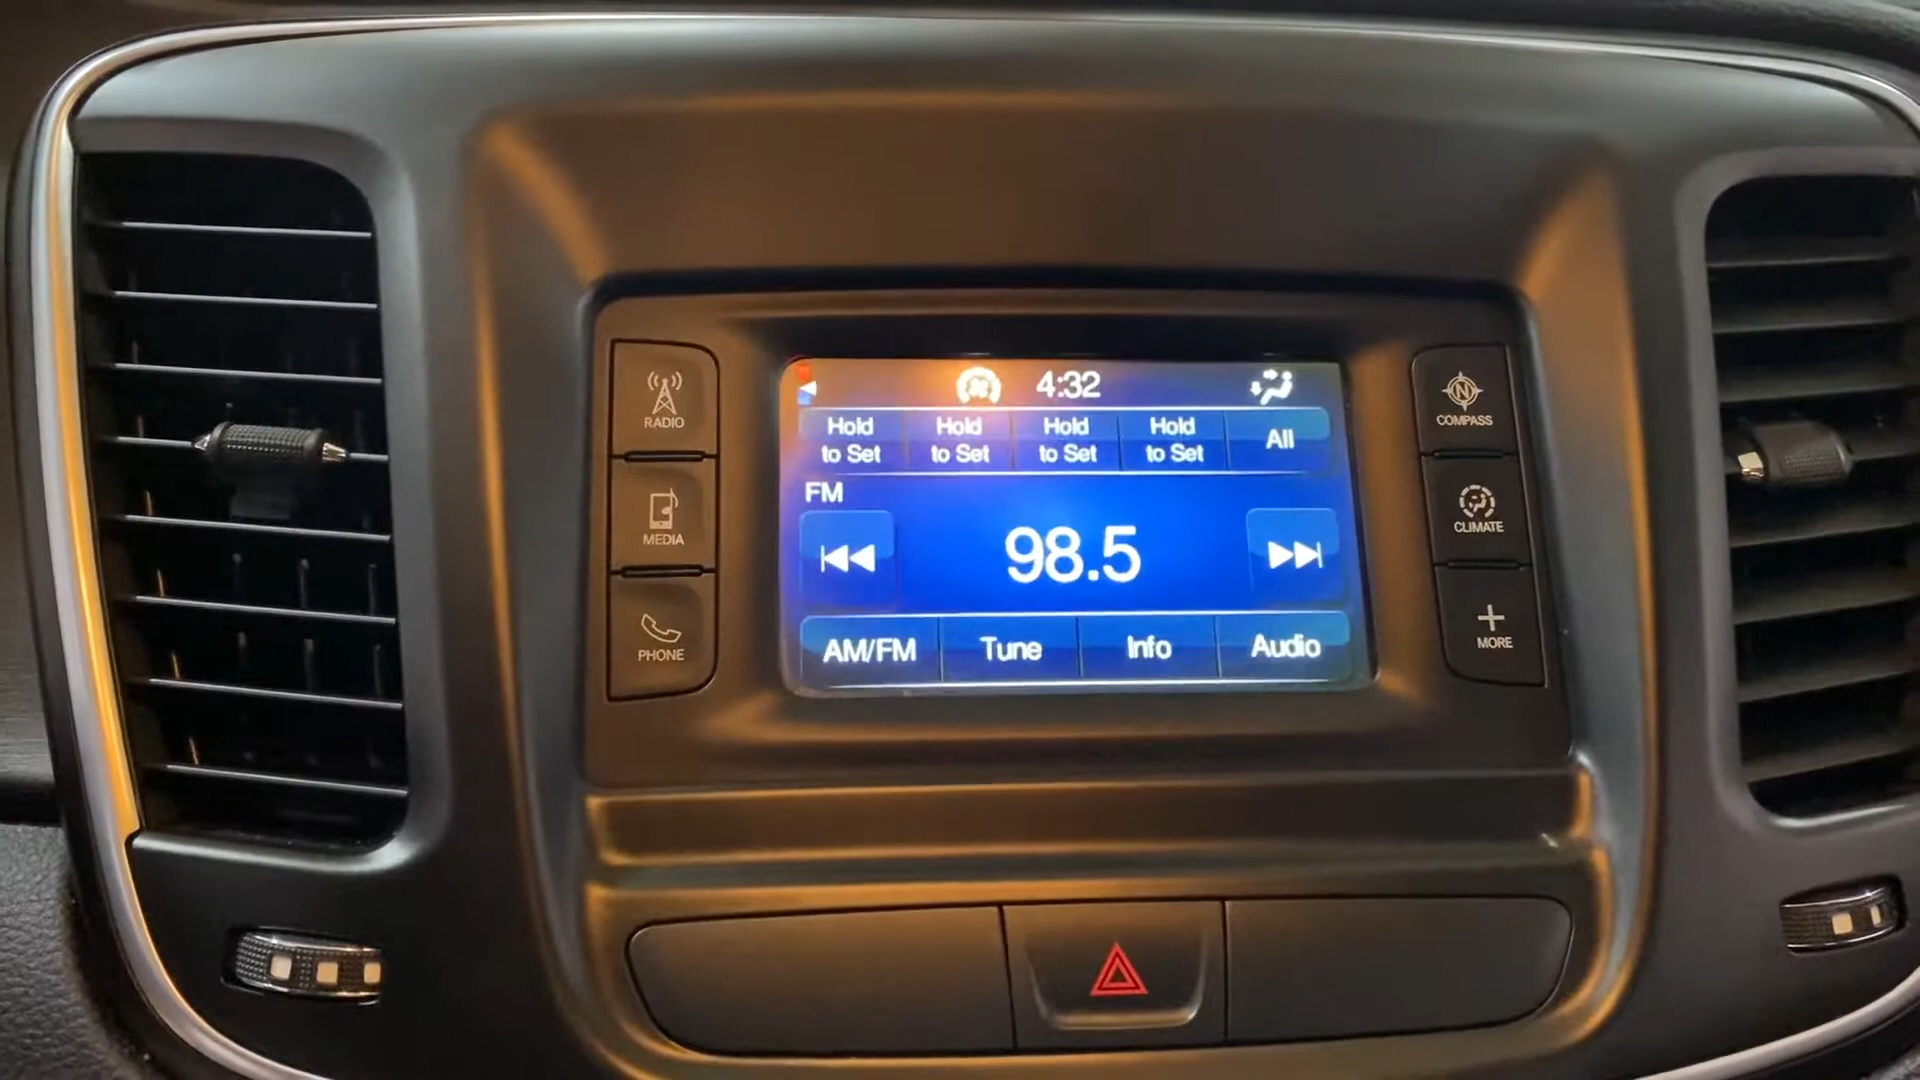 RADIO
MEDIA
PHONE
4:32
Hold to Set
Hold to Set
Hold to Set
Hold to Set
All
FM
98.5
AM/FM
Tune
Info
Audio
N
COMPASS
CLIMATE
MORE